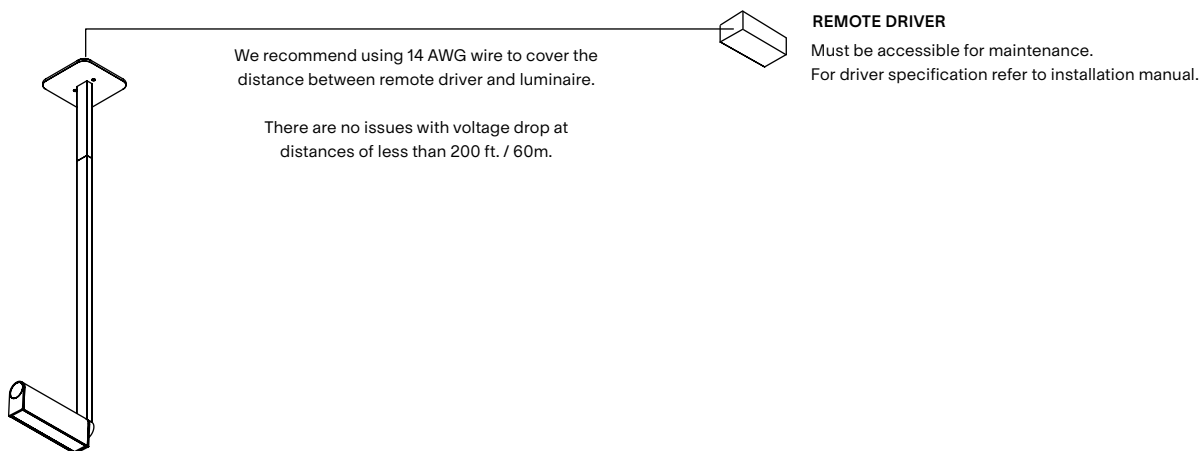 We recommend using 14 AWG wire to cover the
distance between remote driver and luminaire.
There are no issues with voltage drop at
distances of less than 200 ft. / 60m.
REMOTE DRIVER
Must be accessible for maintenance.
For driver specification refer to installation manual.